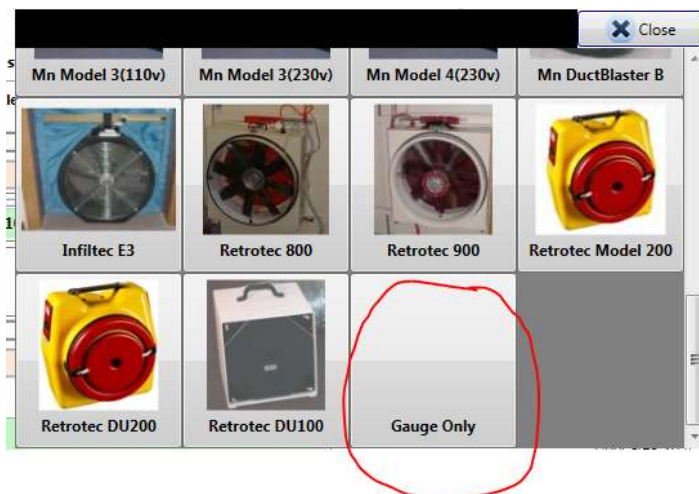 Close
Mn Model 3(110v) Mn Model 3(230v) Mn Model 4(230v) Mn DuctBlaster B
Infiltec E3 Retrotec 800 Retrotec 900 Retrotec Model 200
Retrotec DU200 Retrotec DU100 Gauge Only